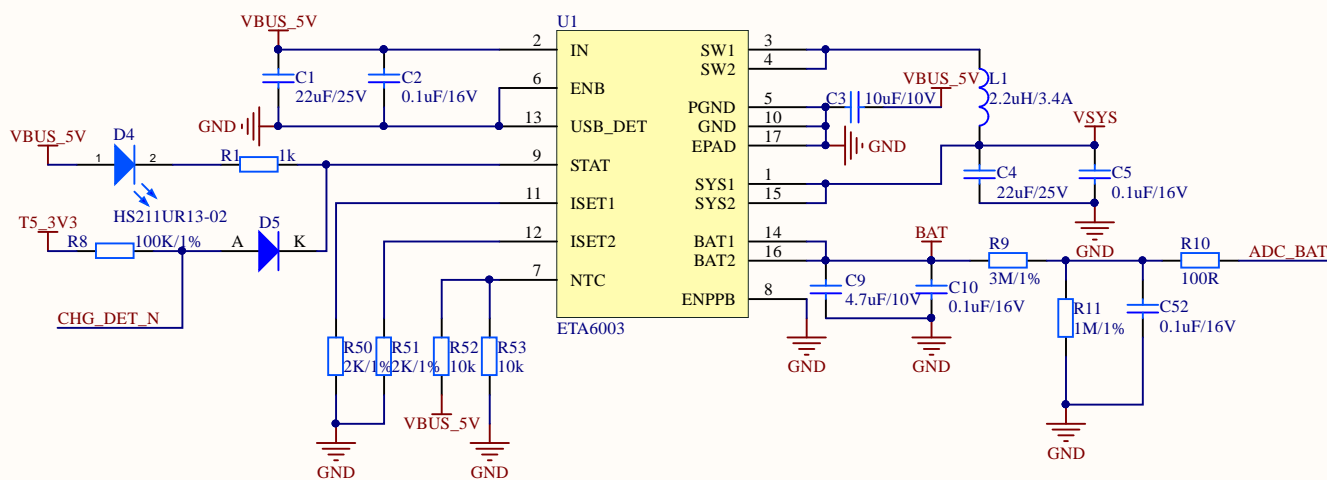 VBUS_5V
U1
2 IN
SW1 3
SW2 4
C1
22uF/25V
C2
0.1uF/16V
6 ENB
VBUS_5V
L1
2.2uH/3.4A
C3 10uF/10V
PGND 5
GND
13 USB_DET
GND 10
EPAD 17
GND
VSYS
VBUS_5V
D4
1 2
R1 1k
9 STAT
HS211UR13-02
SYS1 1
SYS2 15
C4
22uF/25V
C5
0.1uF/16V
GND
11 ISET1
T5_3V3
R8 100K/1%
A D5 K
12 ISET2
BAT1 14
BAT2 16
BAT
R9
3M/1%
R10
100R
ADC_BAT
7 NTC
C9
4.7uF/10V
C10
0.1uF/16V
ENPPB 8
R11
1M/1%
C52
0.1uF/16V
CHG_DET_N
ETA6003
R50
2K/1%
R51
2K/1%
R52
10k
R53
10k
GND
GND
VBUS_5V
GND
GND
GND